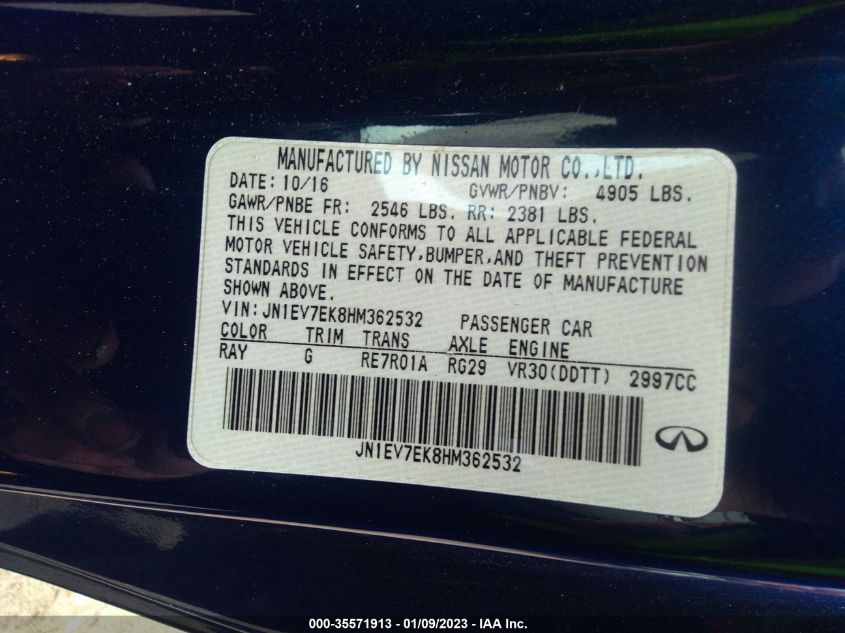 MANUFACTURED BY NISSAN MOTOR CO.,LTD.
DATE: 10/16 GVWR/PNBV: 4905 LBS.
GAWR/PNBE FR: 2546 LBS. RR: 2381 LBS.
THIS VEHICLE CONFORMS TO ALL APPLICABLE FEDERAL
MOTOR VEHICLE SAFETY,BUMPER,AND THEFT PREVENTION
STANDARDS IN EFFECT ON THE DATE OF MANUFACTURE
SHOWN ABOVE.
VIN: JN1EV7EK8HM362532 PASSENGER CAR
COLOR TRIM TRANS AXLE ENGINE
RAY G RE7R01A RG29 VR30(DDTT) 2997CC
JN1EV7EK8HM362532
000-35571913 - 01/09/2023 - IAA Inc.